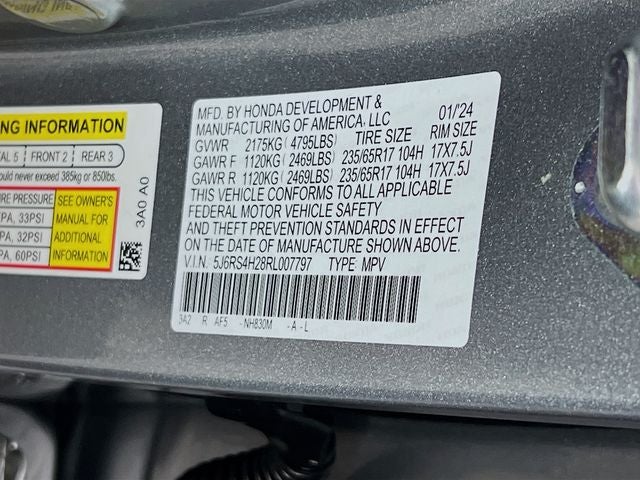 NG INFORMATION
AL 5 FRONT 2 REAR 3
ould never exceed 385kg or 850lbs.
RE PRESSURE
PA, 33PSI
PA, 32PSI
PA, 60PSI
SEE OWNER'S
MANUAL FOR
ADDITIONAL
INFORMATION
3A0 A0
MFD. BY HONDA DEVELOPMENT &
MANUFACTURING OF AMERICA, LLC 01/'24
GVWR 2175KG (4795LBS) TIRE SIZE RIM SIZE
GAWR F 1120KG (2469LBS) 235/65R17 104H 17X7.5J
GAWR R 1120KG (2469LBS) 235/65R17 104H 17X7.5J
THIS VEHICLE CONFORMS TO ALL APPLICABLE
FEDERAL MOTOR VEHICLE SAFETY
AND THEFT PREVENTION STANDARDS IN EFFECT
ON THE DATE OF MANUFACTURE SHOWN ABOVE.
V.I.N. 5J6RS4H28RL007797 TYPE: MPV
3A2 R AF5 -NH830M -A-L